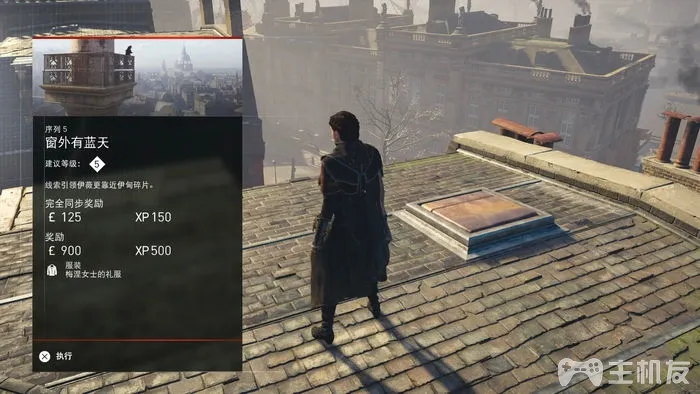 序列 5
窗外有蓝天
建议等级： 5
线索引领伊薇更靠近伊甸碎片。
完全同步奖励
£ 125 XP 150
奖励
£ 900 XP 500
服装
梅涅女士的礼服
执行
主机友